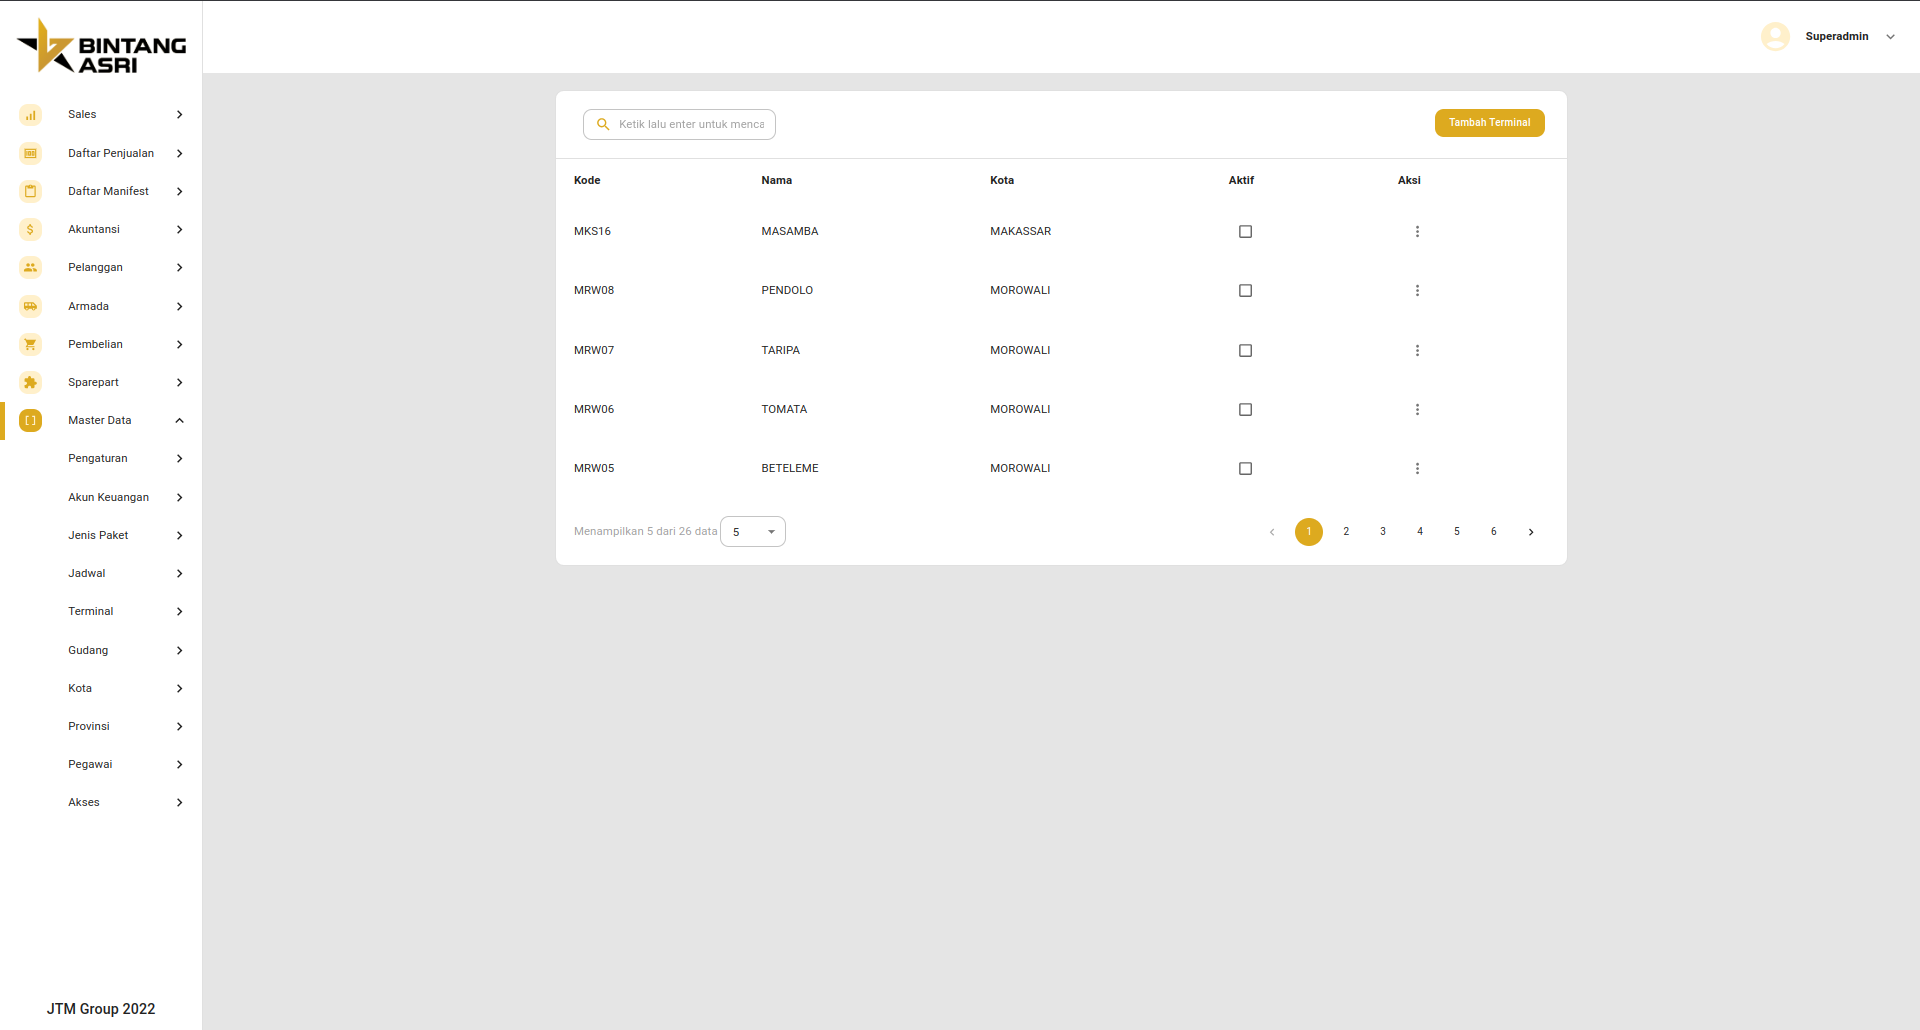 BINTANG
ASRI
Superadmin
Sales
Daftar Penjualan
Daftar Manifest
Akuntansi
Pelanggan
Armada
Pembelian
Sparepart
Master Data
Pengaturan
Akun Keuangan
Jenis Paket
Jadwal
Terminal
Gudang
Kota
Provinsi
Pegawai
Akses
JTM Group 2022
Ketik lalu enter untuk menca
Tambah Terminal
Kode Nama Kota Aktif Aksi
MKS16 MASAMBA MAKASSAR
MRW08 PENDOLO MOROWALI
MRW07 TARIPA MOROWALI
MRW06 TOMATA MOROWALI
MRW05 BETELEME MOROWALI
Menampilkan 5 dari 26 data 5 1 2 3 4 5 6